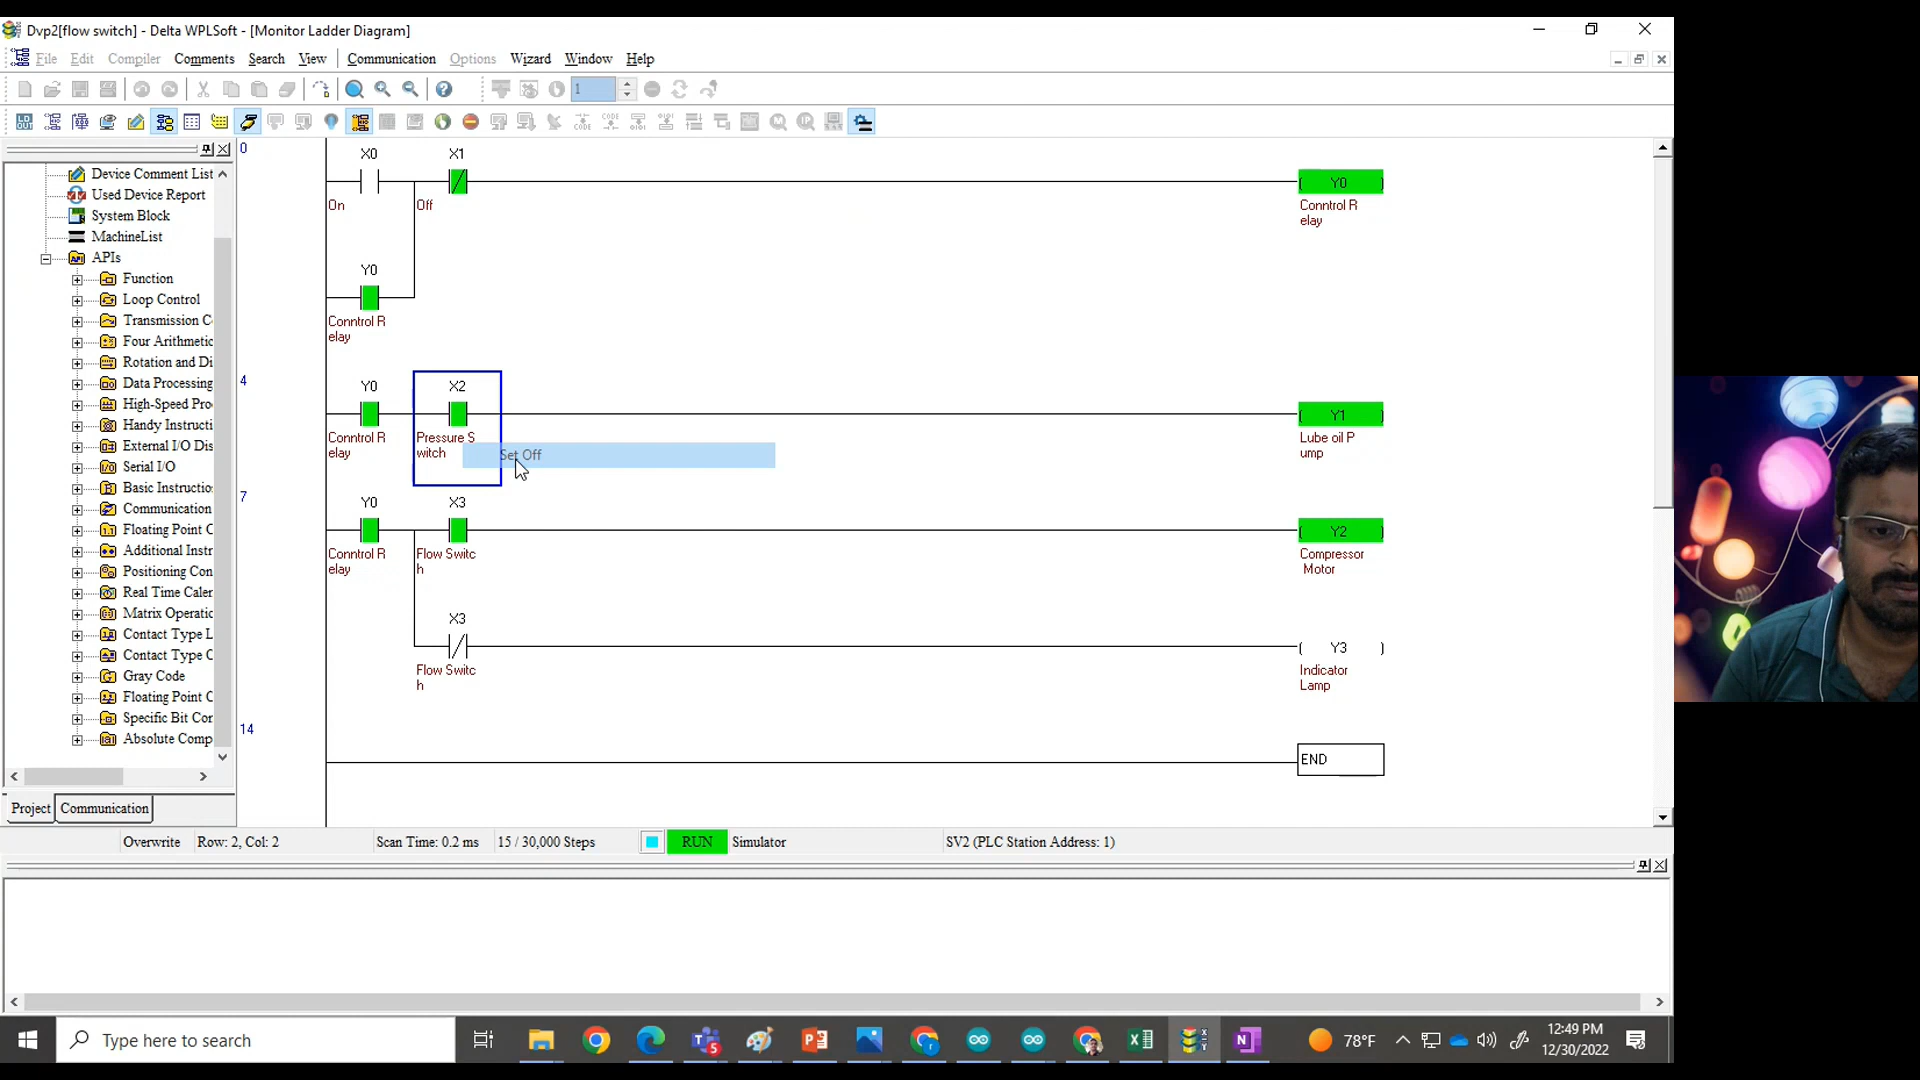 Dvp2[flow switch] - Delta WPLSoft - [Monitor Ladder Diagram]
File Edit Compiler Comments Search View Communication Options Wizard Window Help
1
Device Comment List
Used Device Report
System Block
MachineList
APIs
Function
Loop Control
Transmission C
Four Arithmetic
Rotation and Di
Data Processing
High-Speed Pro
Handy Instructi
External I/O Dis
Serial I/O
Basic Instructio
Communication
Floating Point C
Additional Instr
Positioning Con
Real Time Caler
Matrix Operatic
Contact Type L
Contact Type C
Gray Code
Floating Point C
Specific Bit Cor
Absolute Comp
Project Communication
0
X0 X1
Y0
On Off
Conntrol R
elay
Y0
Conntrol R
elay
4
Y0 X2
Y1
Conntrol R
elay
Pressure S
witch
Set Off
Lube oil P
ump
7
Y0 X3
Y2
Conntrol R
elay
Flow Switc
h
Compressor
Motor
X3
Y3
Flow Switc
h
Indicator
Lamp
14
END
Overwrite Row: 2, Col: 2 Scan Time: 0.2 ms 15 / 30,000 Steps RUN Simulator SV2 (PLC Station Address: 1)
Type here to search
5
78°F
12:49 PM
12/30/2022